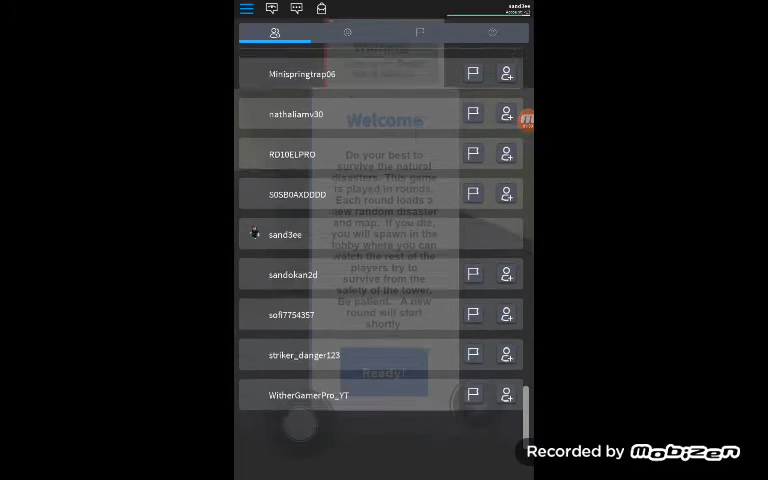 sand3ee
Minispringtrap06
nathaliamv30
RD10ELPRO
S0SB0AXDDDD
sand3ee
sandokan2d
sofi7754357
striker_danger123
WitherGamerPro_YT
Welcome
Do your best to
survive the natural
disasters. This game
is played in rounds.
Each round loads a
new random disaster
and map. If you die,
you will spawn in the
lobby where you can
watch the rest of the
players try to
survive from the
safety of the tower.
Be patient. A new
round will start
shortly
Ready!
Recorded by mobizen